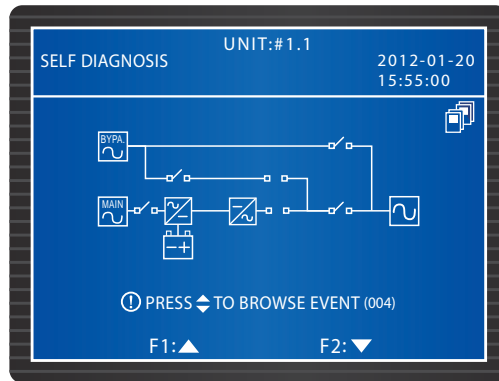 UNIT:#1.1
SELF DIAGNOSIS
2012-01-20
15:55:00
BYPA.
MAIN
PRESS TO BROWSE EVENT (004)
F1: F2: